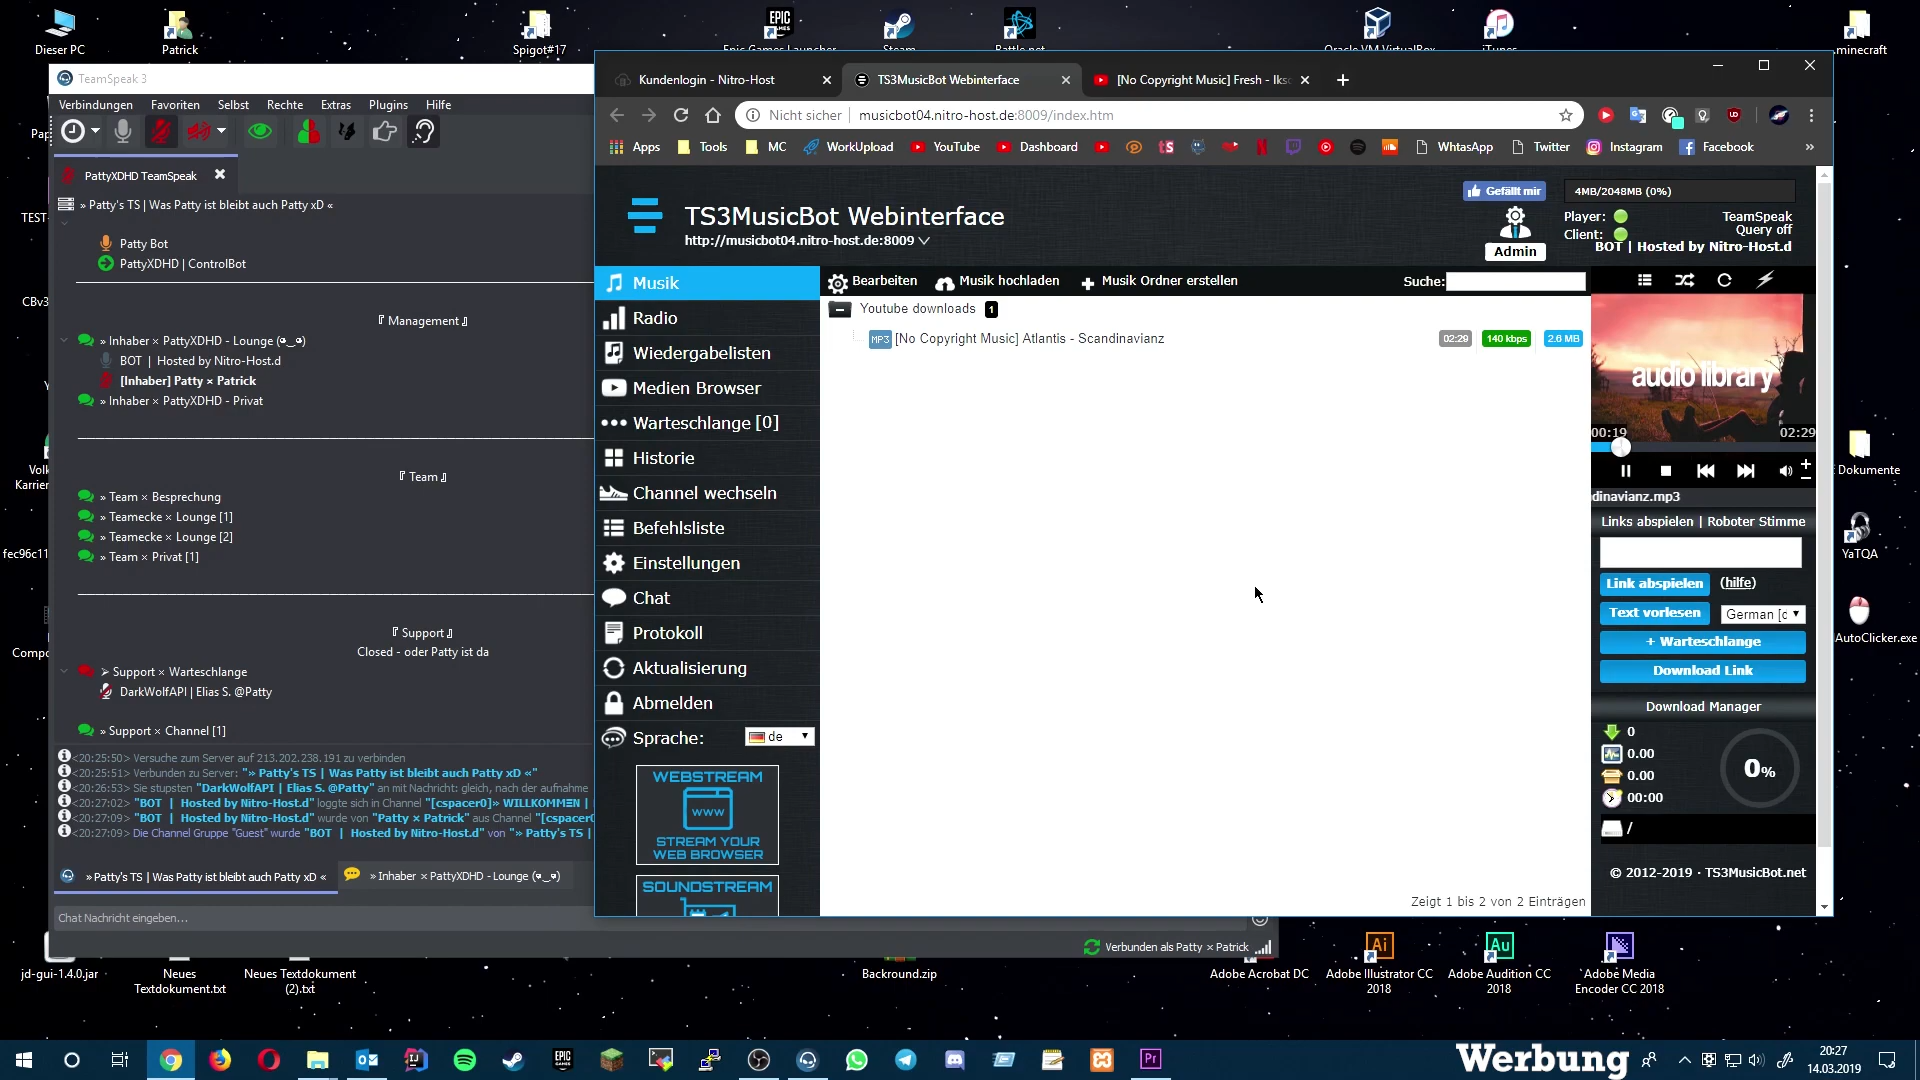 Dieser PC
Patrick
Spigot#17
Epic Games Launcher
Steam
Battle.net
Oracle VM VirtualBox
iTunes
.minecraft
TeamSpeak 3
Verbindungen Favoriten Selbst Rechte Extras Plugins Hilfe
PattyXDHD TeamSpeak
» Patty's TS | Was Patty ist bleibt auch Patty xD «
Patty Bot
PattyXDHD | ControlBot
『 Management 』
» Inhaber × PattyXDHD - Lounge (◕‿◕)
BOT | Hosted by Nitro-Host.d
[Inhaber] Patty × Patrick
» Inhaber × PattyXDHD - Privat
『 Team 』
» Team × Besprechung
» Teamecke × Lounge [1]
» Teamecke × Lounge [2]
» Team × Privat [1]
『 Support 』
Closed - oder Patty ist da
➢ Support × Warteschlange
DarkWolfAPI | Elias S. @Patty
» Support × Channel [1]
<20:25:50> Versuche zum Server auf 213.202.238.191 zu verbinden
<20:25:51> Verbunden zu Server: "» Patty's TS | Was Patty ist bleibt auch Patty xD «"
<20:26:53> Sie stupsten "DarkWolfAPI | Elias S. @Patty" an mit Nachricht: gleich, nach der aufnahme
<20:27:02> "BOT | Hosted by Nitro-Host.d" loggte sich in Channel "[cspacer0]» WILLKOMMEN |
<20:27:09> "BOT | Hosted by Nitro-Host.d" wurde von "Patty × Patrick" aus Channel "[cspacer0
<20:27:09> Die Channel Gruppe "Guest" wurde "BOT | Hosted by Nitro-Host.d" von "» Patty's TS |
» Patty's TS | Was Patty ist bleibt auch Patty xD «
» Inhaber × PattyXDHD - Lounge (◕‿◕)
Chat Nachricht eingeben...
Verbunden als Patty × Patrick
Kundenlogin - Nitro-Host
TS3MusicBot Webinterface
[No Copyright Music] Fresh - Ikso
Nicht sicher | musicbot04.nitro-host.de:8009/index.htm
Apps Tools MC WorkUpload YouTube Dashboard WhtasApp Twitter Instagram Facebook »
TS3MusicBot Webinterface
http://musicbot04.nitro-host.de:8009
Gefällt mir
Admin
4MB/2048MB (0%)
Player:
Client:
TeamSpeak
Query off
BOT | Hosted by Nitro-Host.d
Musik
Radio
Wiedergabelisten
Medien Browser
Warteschlange [0]
Historie
Channel wechseln
Befehlsliste
Einstellungen
Chat
Protokoll
Aktualisierung
Abmelden
Sprache: de
WEBSTREAM
WWW
STREAM YOUR
WEB BROWSER
SOUNDSTREAM
Bearbeiten Musik hochladen Musik Ordner erstellen Suche:
Youtube downloads 1
MP3 [No Copyright Music] Atlantis - Scandinavianz 02:29 140 kbps 2.6 MB
Zeigt 1 bis 2 von 2 Einträgen
audio library
00:19 02:29
dinavianz.mp3
Links abspielen | Roboter Stimme
Link abspielen (hilfe)
Text vorlesen German [d
+ Warteschlange
Download Link
Download Manager
0
0.00
0.00
00:00
0%
/
© 2012-2019 · TS3MusicBot.net
Dokumente
YaTQA
AutoClicker.exe
jd-gui-1.4.0.jar
Neues
Textdokument.txt
Neues Textdokument
(2).txt
Backround.zip
Adobe Acrobat DC
Adobe Illustrator CC
2018
Adobe Audition CC
2018
Adobe Media
Encoder CC 2018
Werbung
20:27
14.03.2019